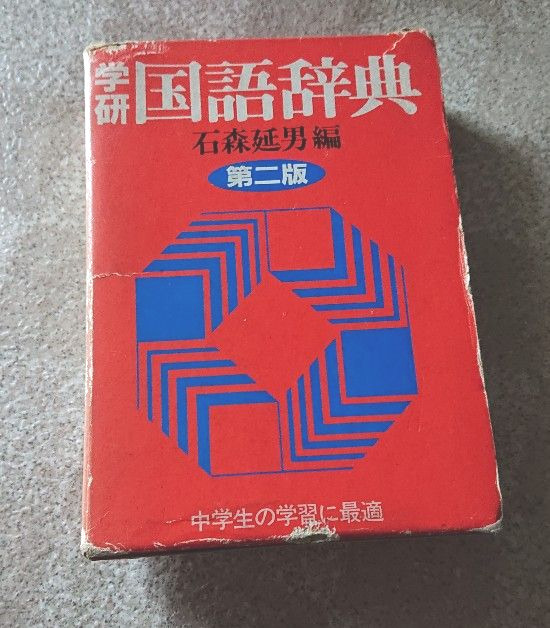 学研 国語辞典
石森延男編
第二版
中学生の学習に最適